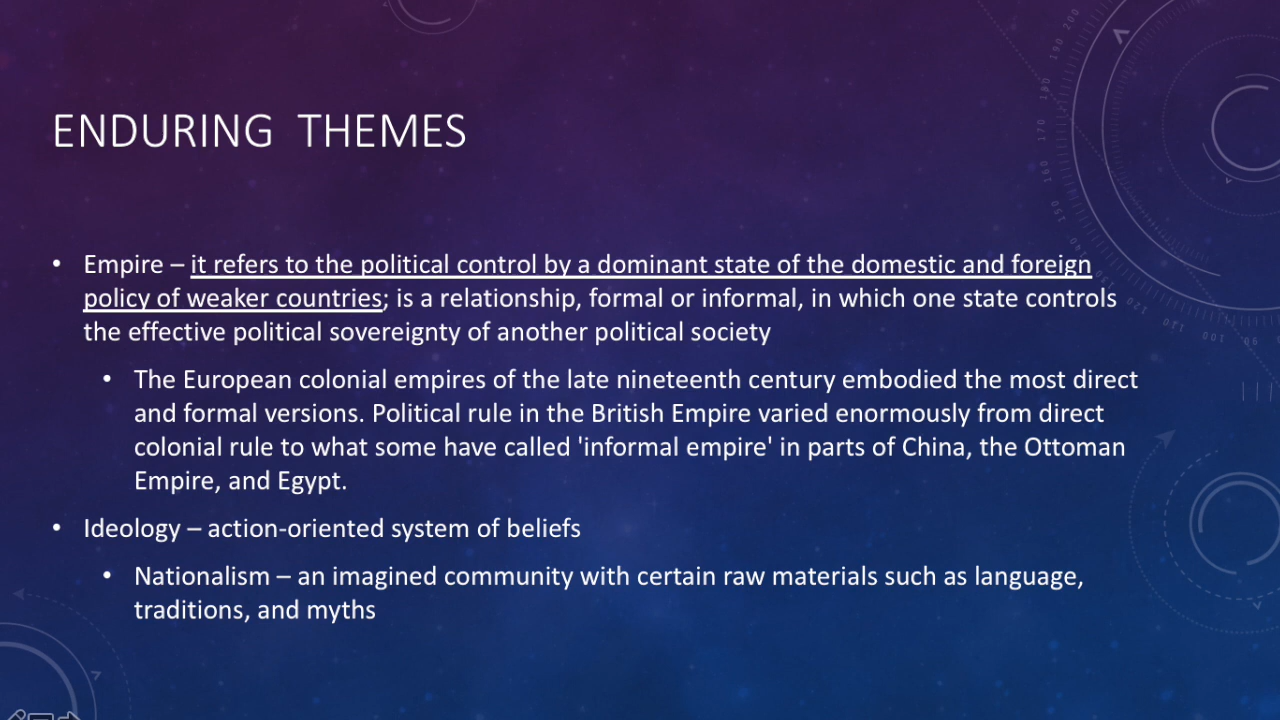 ENDURING THEMES
• Empire – it refers to the political control by a dominant state of the domestic and foreign
policy of weaker countries; is a relationship, formal or informal, in which one state controls
the effective political sovereignty of another political society
• The European colonial empires of the late nineteenth century embodied the most direct
and formal versions. Political rule in the British Empire varied enormously from direct
colonial rule to what some have called 'informal empire' in parts of China, the Ottoman
Empire, and Egypt.
• Ideology – action-oriented system of beliefs
• Nationalism – an imagined community with certain raw materials such as language,
traditions, and myths